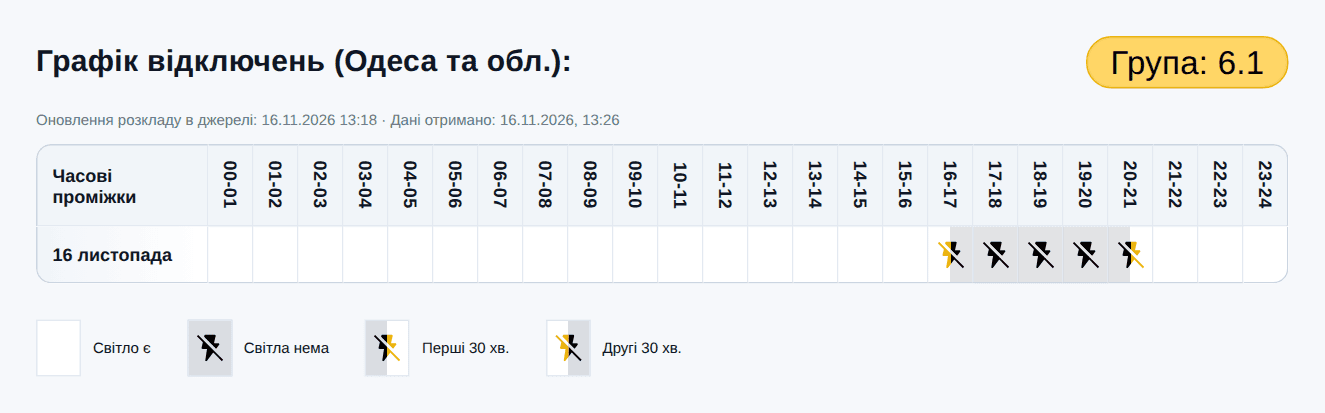 Графік відключень (Одеса та обл.):
Група: 6.1
Оновлення розкладу в джерелі: 16.11.2026 13:18 · Дані отримано: 16.11.2026, 13:26
Часові
проміжки
00-01
01-02
02-03
03-04
04-05
05-06
06-07
07-08
08-09
09-10
10-11
11-12
12-13
13-14
14-15
15-16
16-17
17-18
18-19
19-20
20-21
21-22
22-23
23-24
16 листопада
Світло є
Світла нема
Перші 30 хв.
Другі 30 хв.